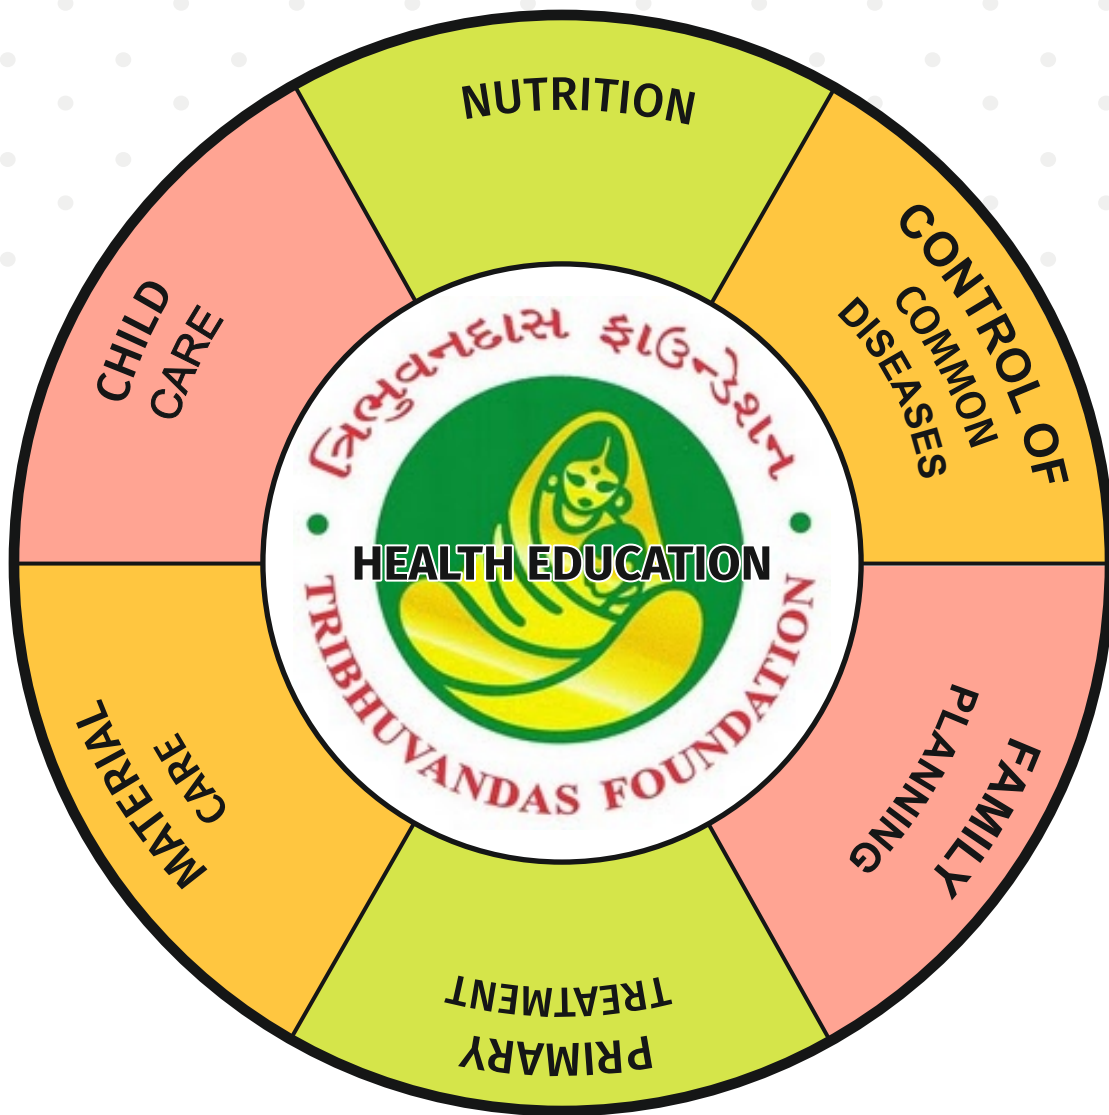 NUTRITION
CONTROL OF
COMMON
DISEASES
FAMILY
PLANNING
PRIMARY
TREATMENT
MATERIAL
CARE
CHILD
CARE
ત્રિભુવનદાસ ફાઉન્ડેશન
HEALTH EDUCATION
TRIBHUVANDAS FOUNDATION